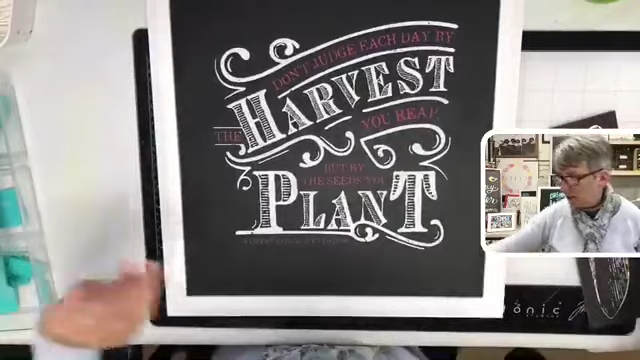 DON'T JUDGE EACH DAY BY
THE HARVEST
YOU REAP
BUT BY
THE SEEDS YOU
PLANT